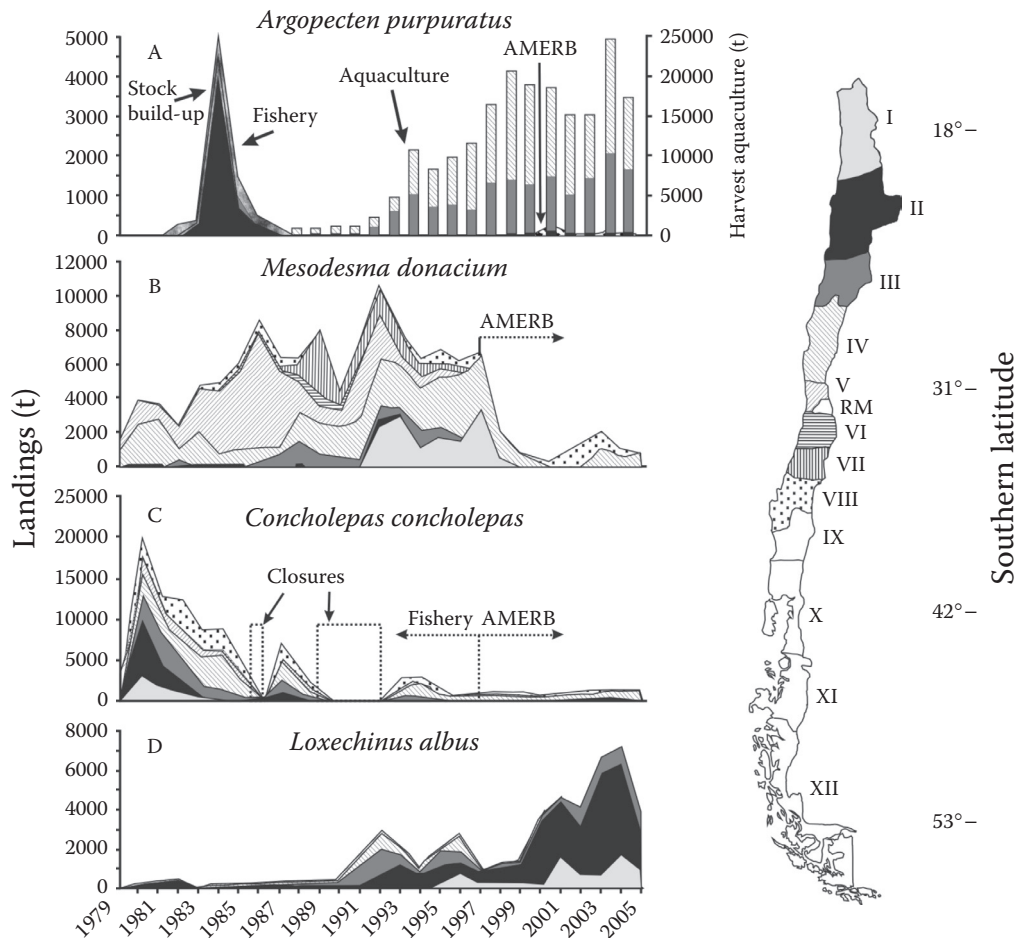 Argopecten purpuratus
5000
4000
3000
2000
1000
0
A
Stock
build-up
Fishery
Aquaculture
AMERB
25000
20000
15000
10000
5000
0
Harvest aquaculture (t)
Landings (t)
12000
10000
8000
6000
4000
2000
0
B
Mesodesma donacium
AMERB
25000
20000
15000
10000
5000
0
C
Concholepas concholepas
Closures
Fishery
AMERB
8000
6000
4000
2000
0
D
Loxechinus albus
1979
1981
1983
1985
1987
1989
1991
1993
1995
1997
1999
2001
2003
2005
I
II
III
IV
V
RM
VI
VII
VIII
IX
X
XI
XII
18°–
31°–
42°–
53°–
Southern latitude